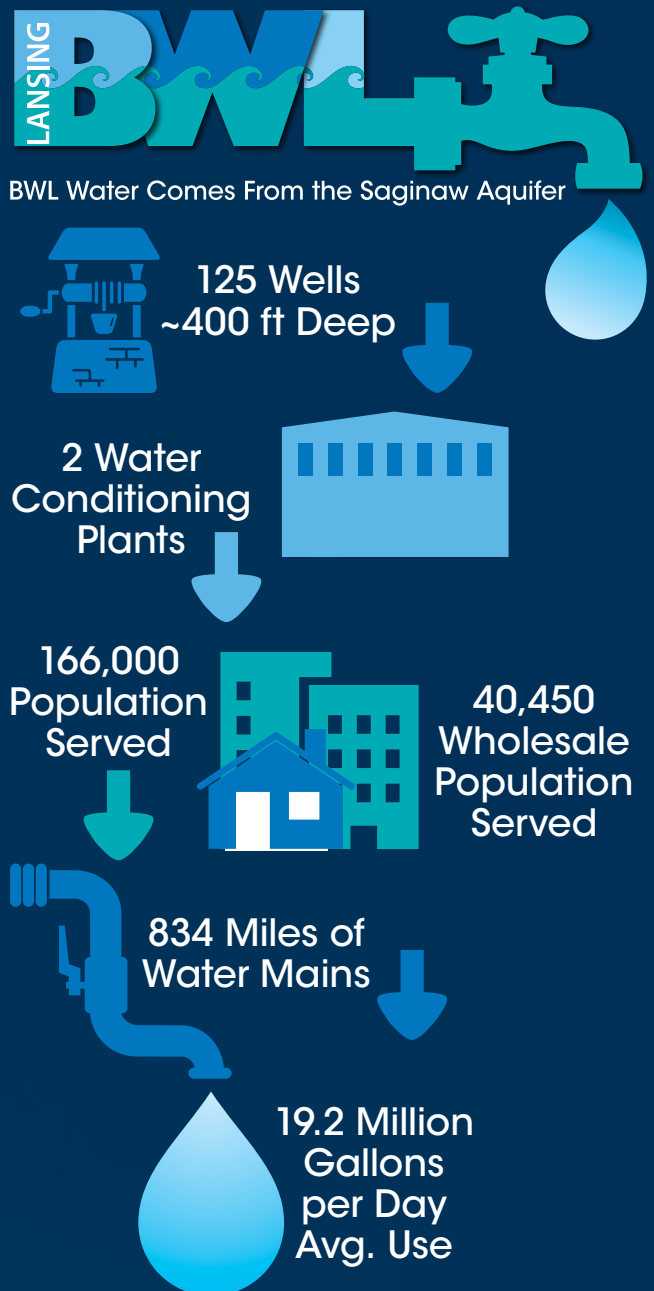 LANSING
BWL
BWL Water Comes From the Saginaw Aquifer
125 Wells
~400 ft Deep
2 Water
Conditioning
Plants
166,000
Population
Served
40,450
Wholesale
Population
Served
834 Miles of
Water Mains
19.2 Million
Gallons
per Day
Avg. Use